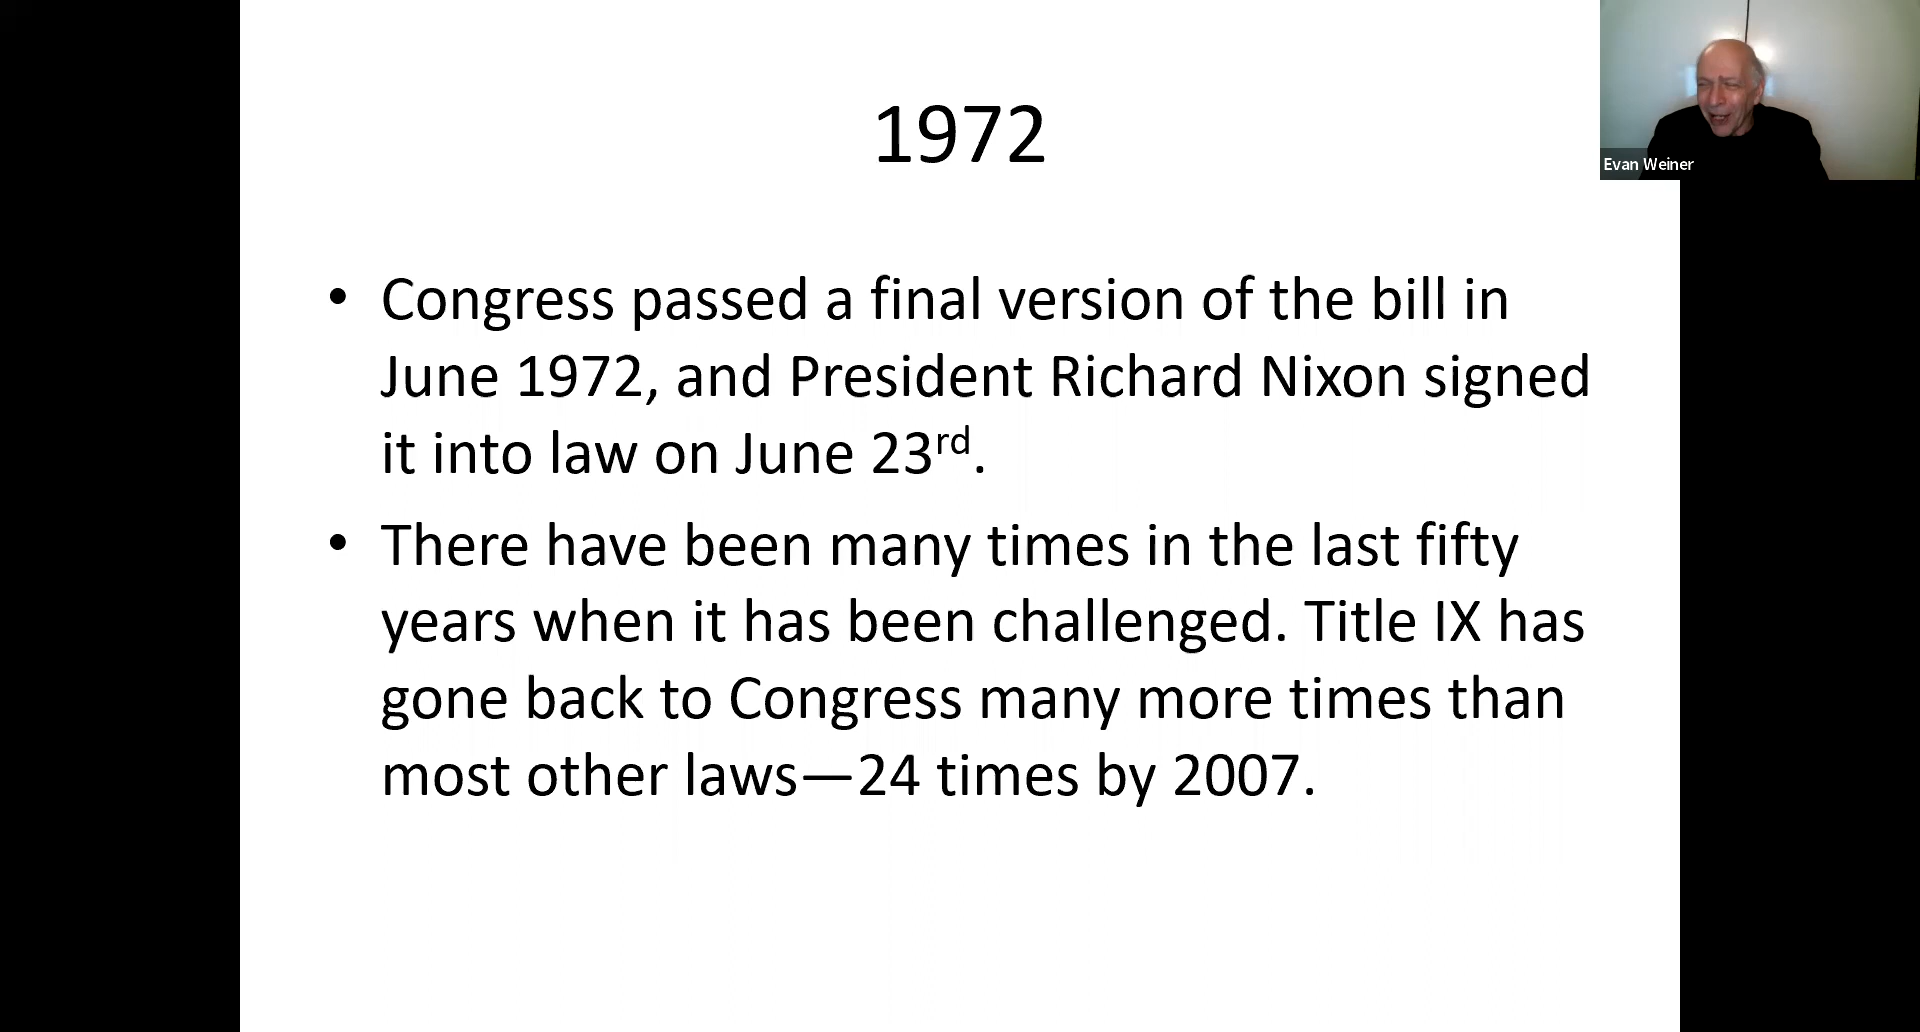 1972
Evan Weiner
• Congress passed a final version of the bill in
June 1972, and President Richard Nixon signed
it into law on June 23rd.
• There have been many times in the last fifty
years when it has been challenged. Title IX has
gone back to Congress many more times than
most other laws—24 times by 2007.